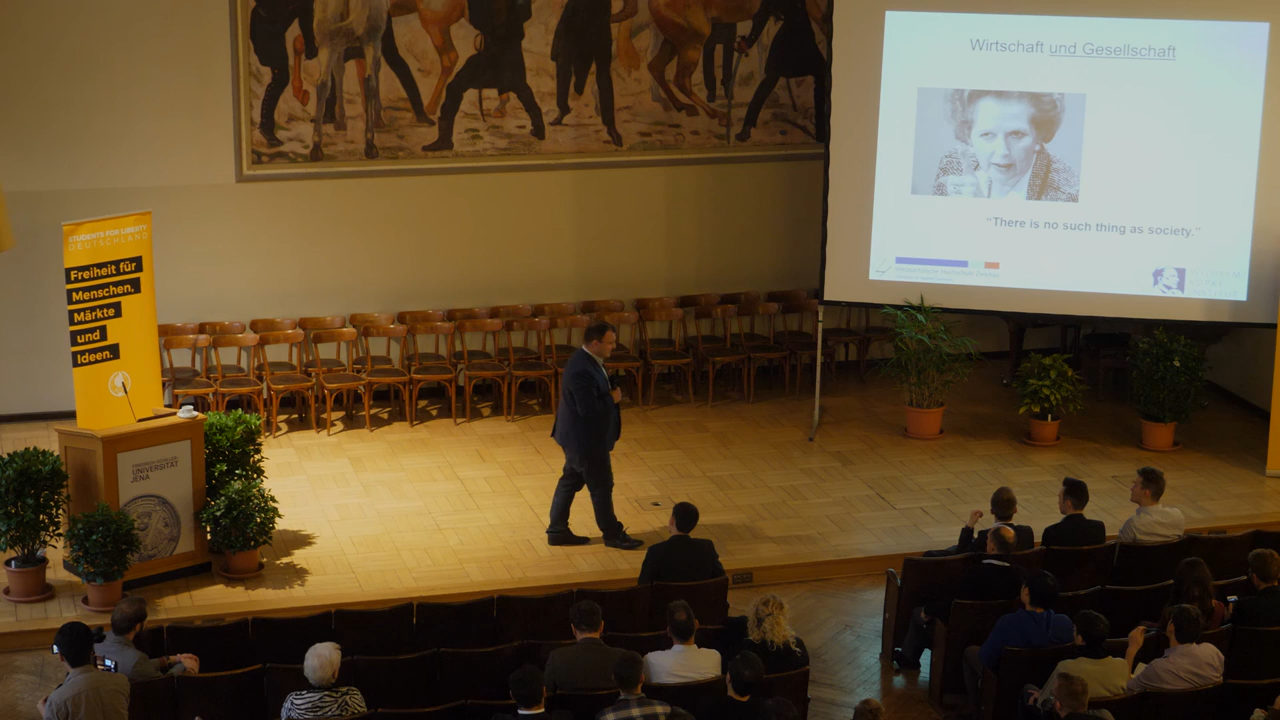 STUDENTS FOR LIBERTY
DEUTSCHLAND
Freiheit für
Menschen,
Märkte
und
Ideen.
FRIEDRICH-SCHILLER-
UNIVERSITÄT
JENA
Wirtschaft und Gesellschaft
“There is no such thing as society.”